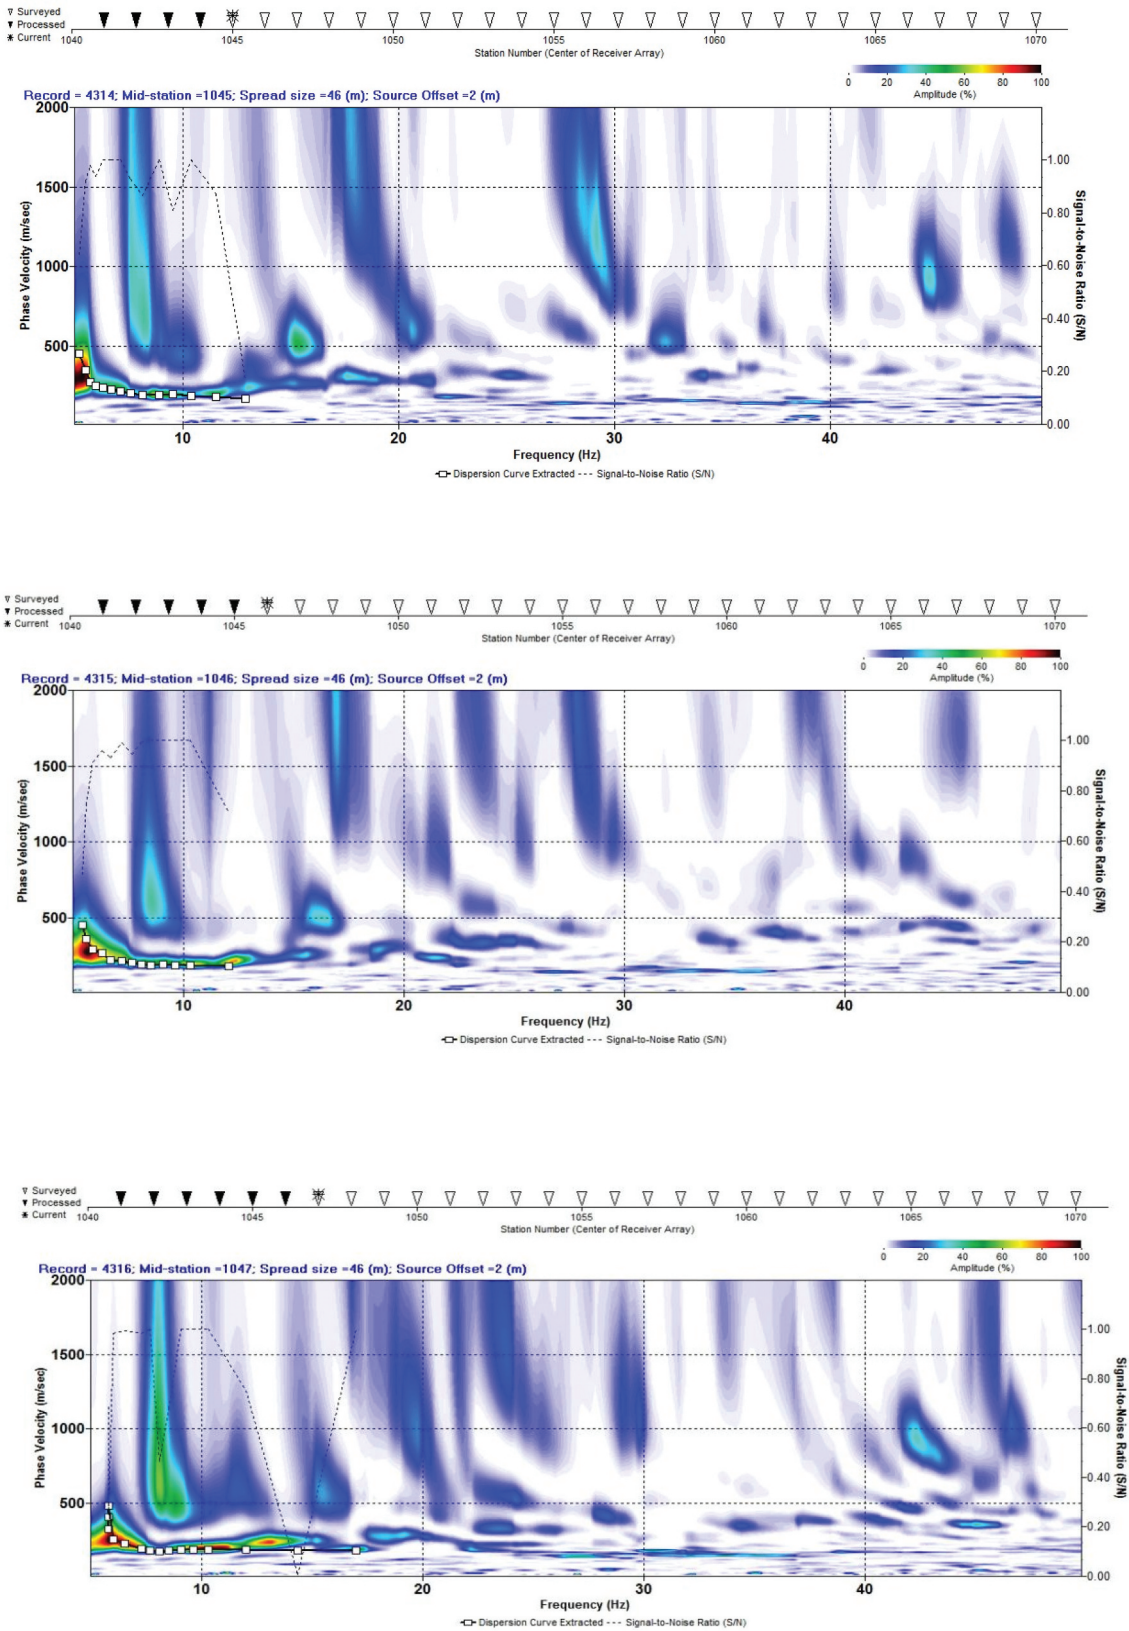 ▽ Surveyed
▼ Processed
✳ Current
1040 1045 1050 1055 1060 1065 1070
Station Number (Center of Receiver Array)
0 20 40 60 80 100
Amplitude (%)
Record = 4314; Mid-station =1045; Spread size =46 (m); Source Offset =2 (m)
2000
1500
1000
500
Phase Velocity (m/sec)
1.00
0.80
0.60
0.40
0.20
0.00
Signal-to-Noise Ratio (S/N)
10 20 30 40
Frequency (Hz)
-□- Dispersion Curve Extracted --- Signal-to-Noise Ratio (S/N)
▽ Surveyed
▼ Processed
✳ Current
1040 1045 1050 1055 1060 1065 1070
Station Number (Center of Receiver Array)
0 20 40 60 80 100
Amplitude (%)
Record = 4315; Mid-station =1046; Spread size =46 (m); Source Offset =2 (m)
2000
1500
1000
500
Phase Velocity (m/sec)
1.00
0.80
0.60
0.40
0.20
0.00
Signal-to-Noise Ratio (S/N)
10 20 30 40
Frequency (Hz)
-□- Dispersion Curve Extracted --- Signal-to-Noise Ratio (S/N)
▽ Surveyed
▼ Processed
✳ Current
1040 1045 1050 1055 1060 1065 1070
Station Number (Center of Receiver Array)
0 20 40 60 80 100
Amplitude (%)
Record = 4316; Mid-station =1047; Spread size =46 (m); Source Offset =2 (m)
2000
1500
1000
500
Phase Velocity (m/sec)
1.00
0.80
0.60
0.40
0.20
0.00
Signal-to-Noise Ratio (S/N)
10 20 30 40
Frequency (Hz)
-□- Dispersion Curve Extracted --- Signal-to-Noise Ratio (S/N)